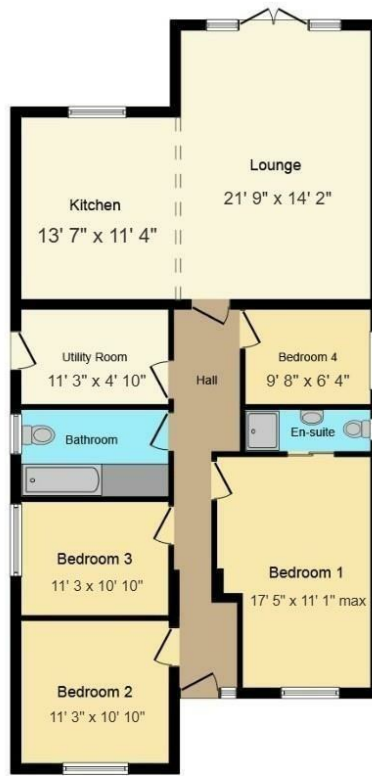 Lounge
21' 9" x 14' 2"
Kitchen
13' 7" x 11' 4"
Utility Room
11' 3" x 4' 10"
Hall
Bedroom 4
9' 8" x 6' 4"
Bathroom
En-suite
Bedroom 3
11' 3 x 10' 10"
Bedroom 1
17' 5" x 11' 1" max
Bedroom 2
11' 3" x 10' 10"